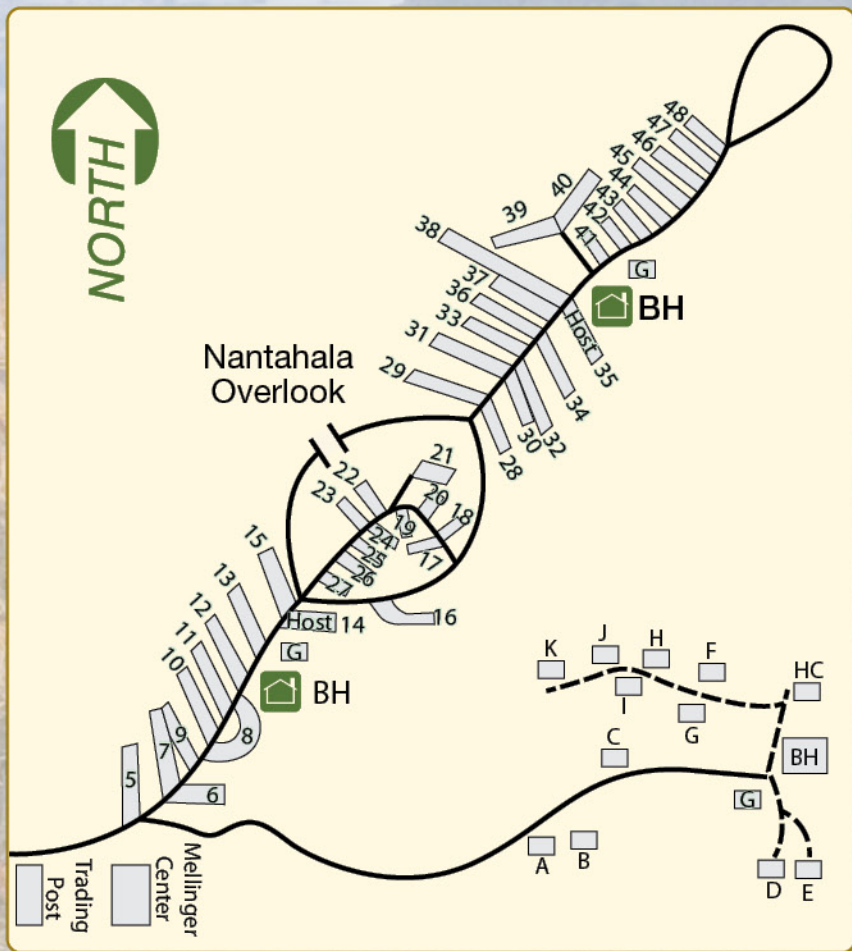 NORTH
48
47
46
45
44
43
42
41
40
39
38
37
36
33
31
29
G
BH
Host
35
34
32
30
28
Nantahala
Overlook
21
22
23
20
18
19
24
25
26
27
17
16
15
13
12
11
10
Host 14
G
BH
9
8
7
6
5
Trading
Post
Mellinger
Center
K
J
H
F
HC
I
G
C
BH
G
A
B
D
E